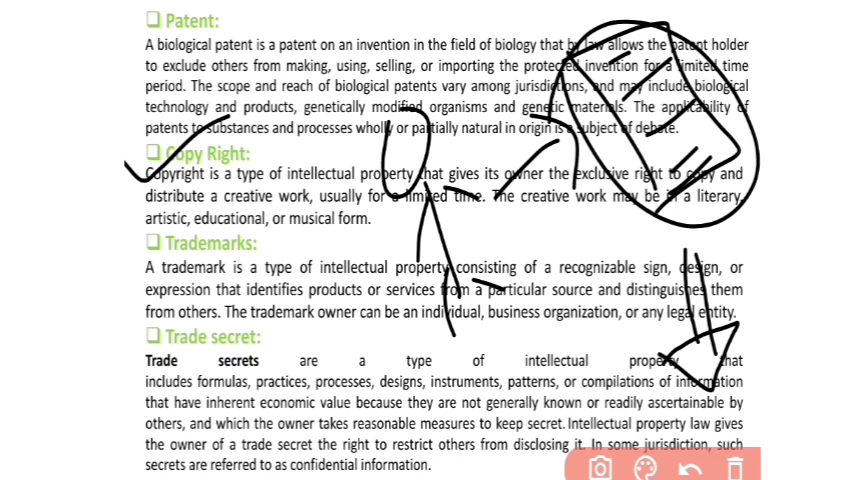 ❑ Patent:
A biological patent is a patent on an invention in the field of biology that by law allows the patent holder
to exclude others from making, using, selling, or importing the protected invention for a limited time
period. The scope and reach of biological patents vary among jurisdictions, and may include biological
technology and products, genetically modified organisms and genetic materials. The applicability of
patents to substances and processes wholly or partially natural in origin is a subject of debate.
❑ Copy Right:
Copyright is a type of intellectual property that gives its owner the exclusive right to copy and
distribute a creative work, usually for a limited time. The creative work may be in a literary,
artistic, educational, or musical form.
❑ Trademarks:
A trademark is a type of intellectual property consisting of a recognizable sign, design, or
expression that identifies products or services from a particular source and distinguishes them
from others. The trademark owner can be an individual, business organization, or any legal entity.
❑ Trade secret:
Trade secrets are a type of intellectual property that
includes formulas, practices, processes, designs, instruments, patterns, or compilations of information
that have inherent economic value because they are not generally known or readily ascertainable by
others, and which the owner takes reasonable measures to keep secret. Intellectual property law gives
the owner of a trade secret the right to restrict others from disclosing it. In some jurisdiction, such
secrets are referred to as confidential information.